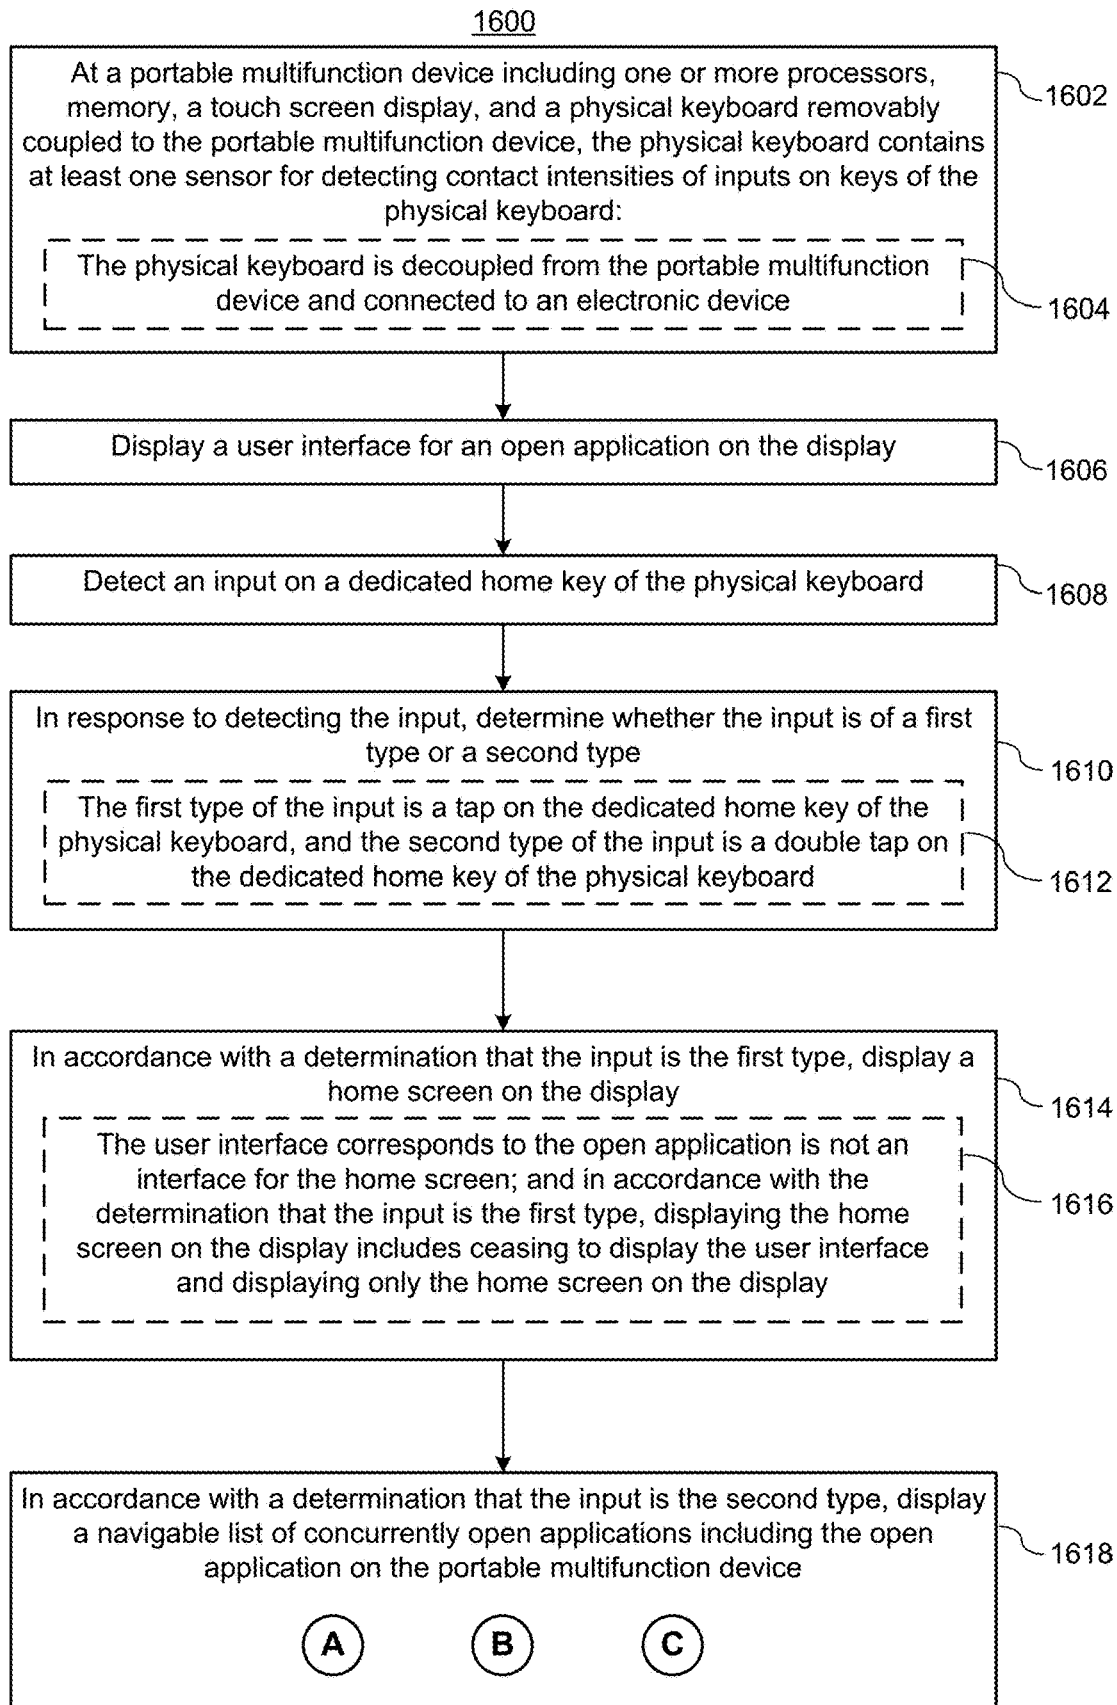 1600
At a portable multifunction device including one or more processors,
memory, a touch screen display, and a physical keyboard removably
coupled to the portable multifunction device, the physical keyboard contains
at least one sensor for detecting contact intensities of inputs on keys of the
physical keyboard:
1602
The physical keyboard is decoupled from the portable multifunction
device and connected to an electronic device
1604
Display a user interface for an open application on the display
1606
Detect an input on a dedicated home key of the physical keyboard
1608
In response to detecting the input, determine whether the input is of a first
type or a second type
1610
The first type of the input is a tap on the dedicated home key of the
physical keyboard, and the second type of the input is a double tap on
the dedicated home key of the physical keyboard
1612
In accordance with a determination that the input is the first type, display a
home screen on the display
1614
The user interface corresponds to the open application is not an
interface for the home screen; and in accordance with the
determination that the input is the first type, displaying the home
screen on the display includes ceasing to display the user interface
and displaying only the home screen on the display
1616
In accordance with a determination that the input is the second type, display
a navigable list of concurrently open applications including the open
application on the portable multifunction device
1618
A B C